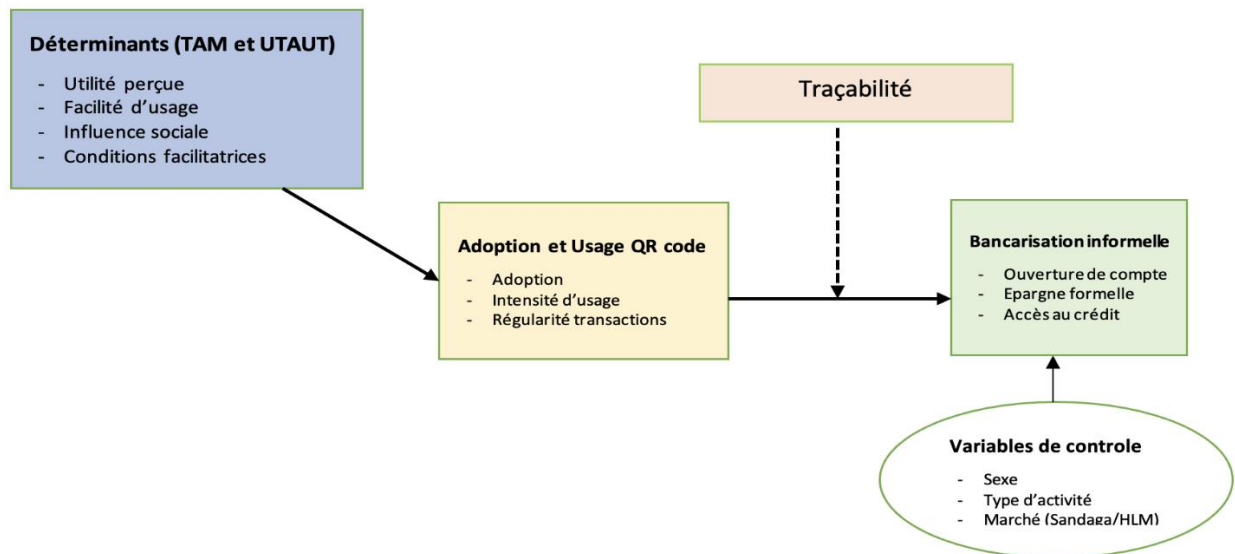 Déterminants (TAM et UTAUT)
- Utilité perçue
- Facilité d'usage
- Influence sociale
- Conditions facilitatrices
Traçabilité
Adoption et Usage QR code
- Adoption
- Intensité d'usage
- Régularité transactions
Bancarisation informelle
- Ouverture de compte
- Epargne formelle
- Accès au crédit
Variables de controle
- Sexe
- Type d'activité
- Marché (Sandaga/HLM)